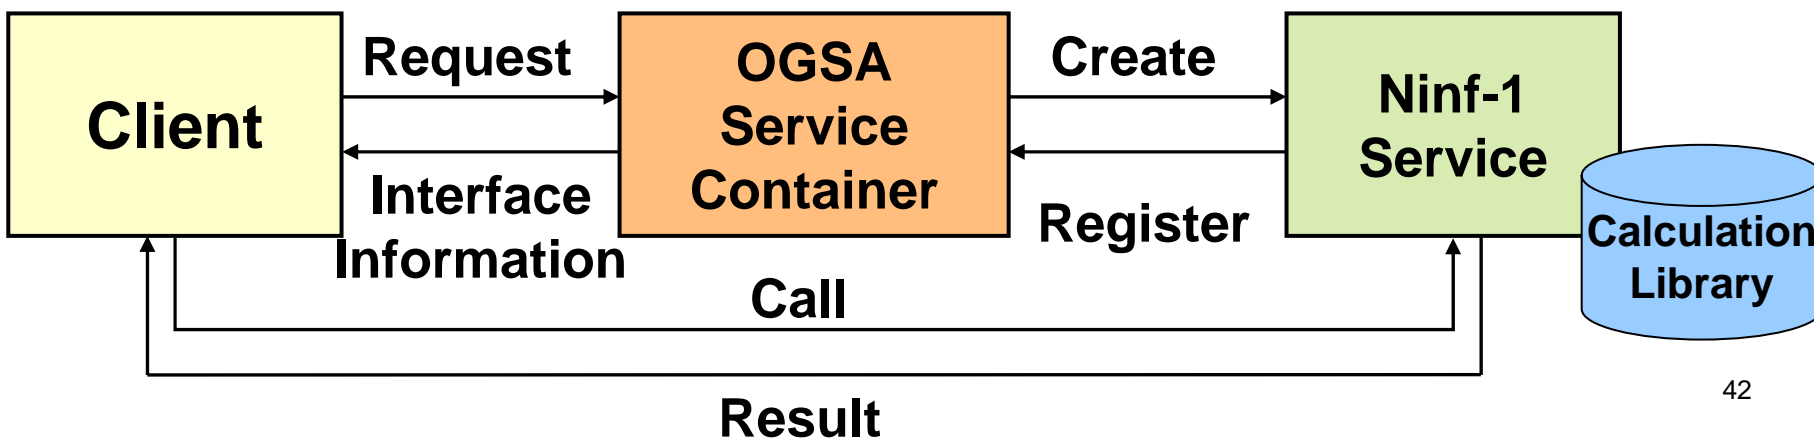 Client
Request
Interface
Information
OGSA
Service
Container
Create
Register
Ninf-1
Service
Calculation
Library
Call
Result
42